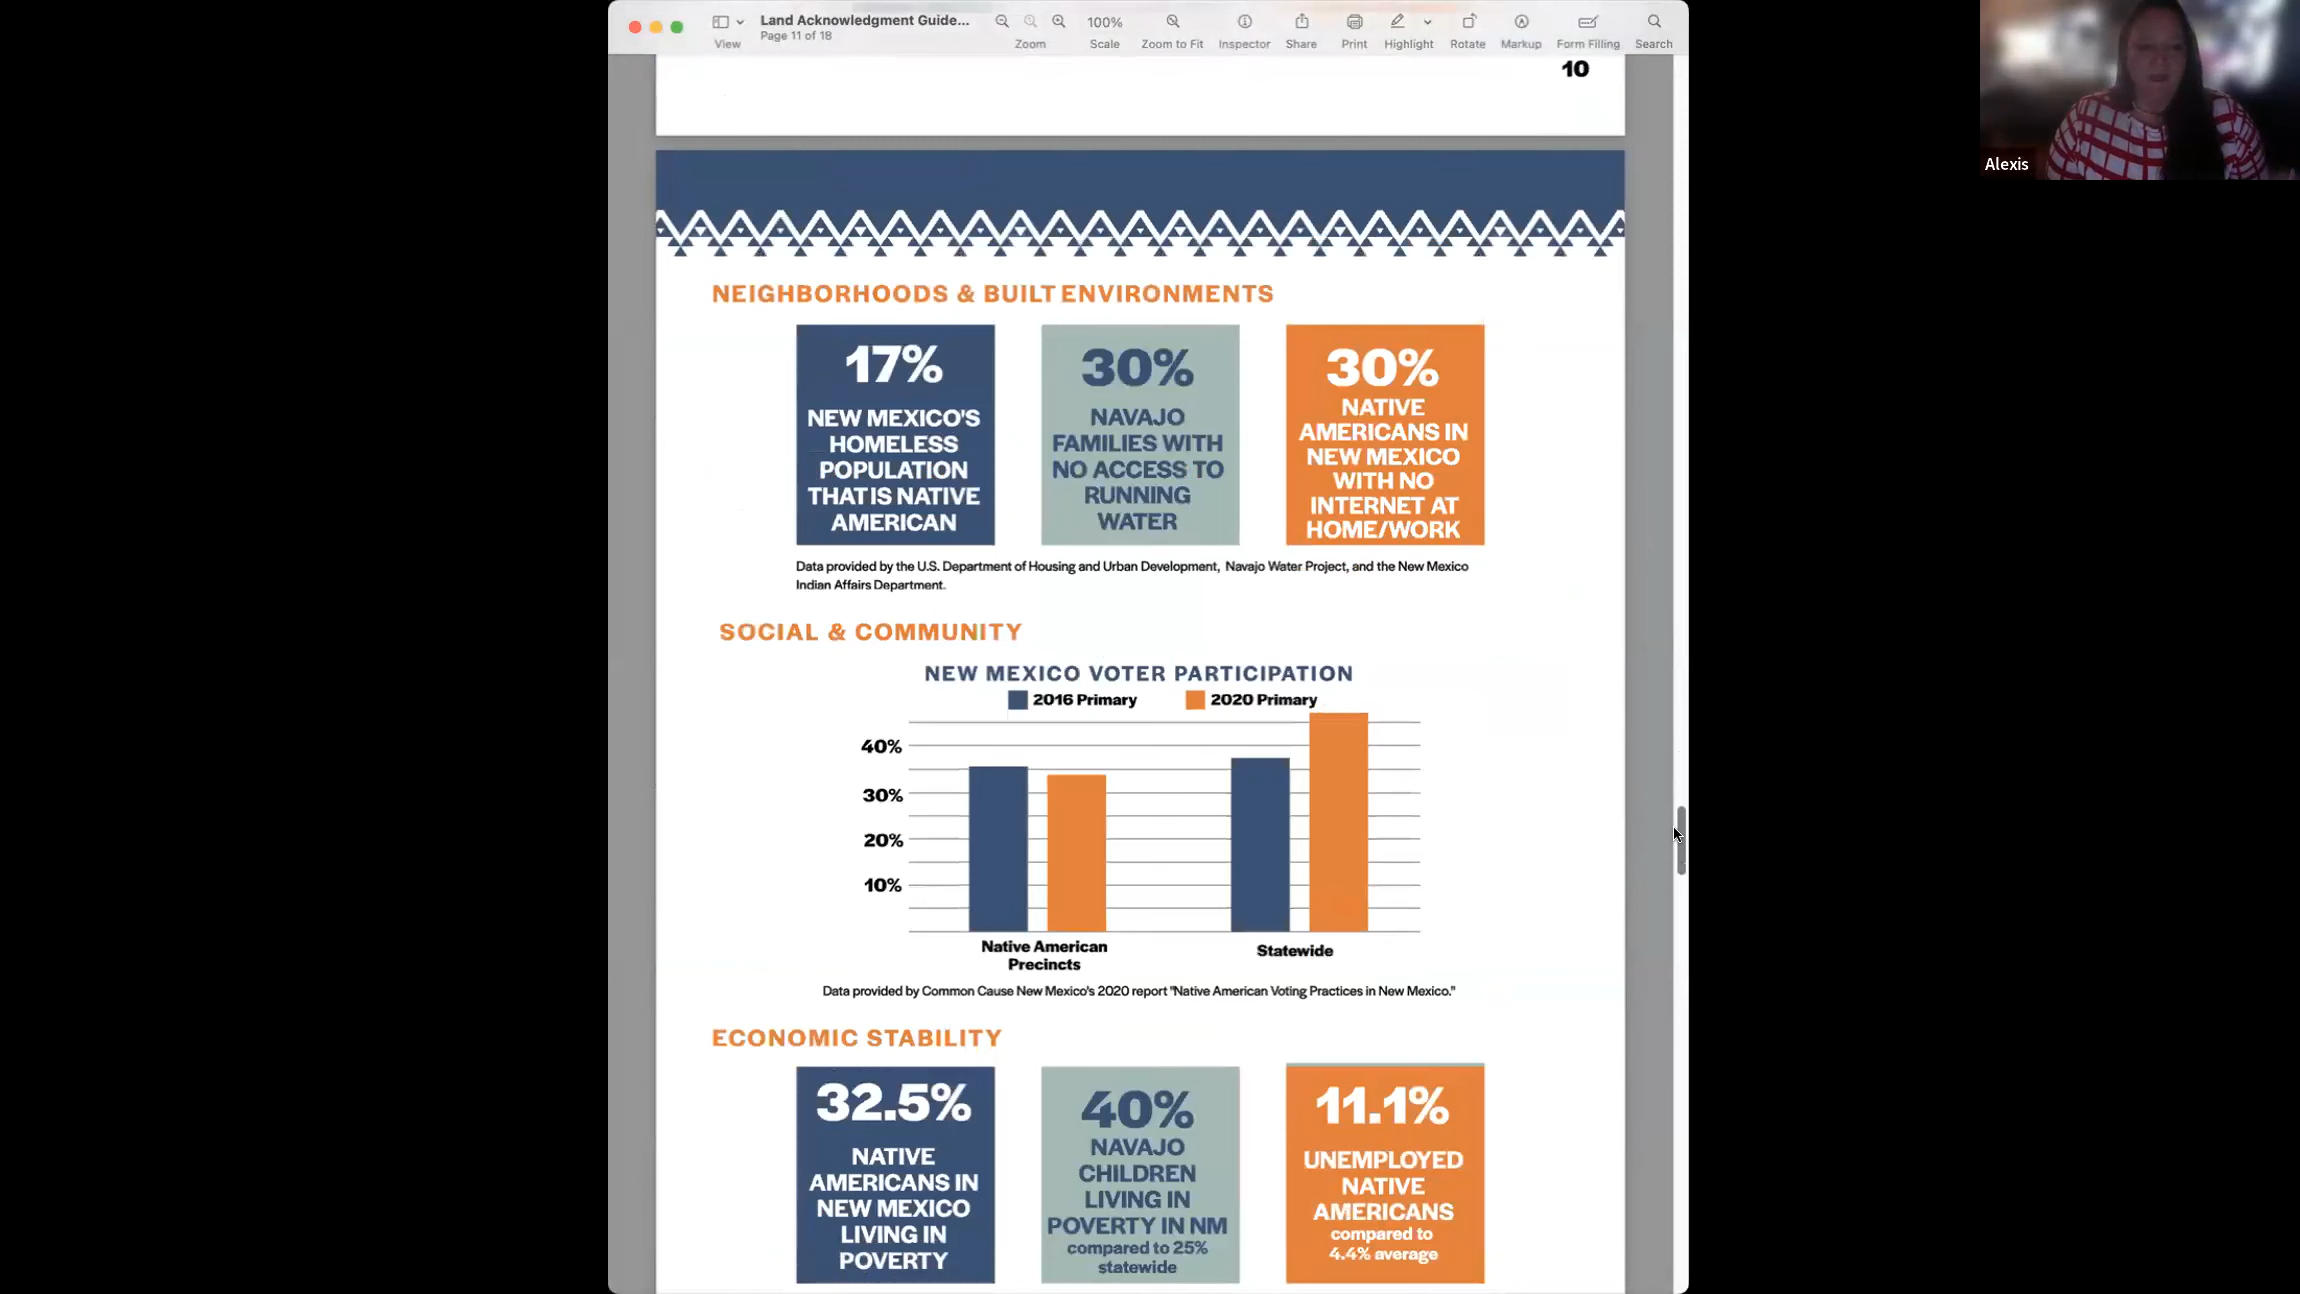 Land Acknowledgment Guide...
Page 11 of 18
100%
View
Zoom
Scale
Zoom to Fit
Inspector
Share
Print
Highlight
Rotate
Markup
Form Filling
Search
Alexis
10
NEIGHBORHOODS & BUILT ENVIRONMENTS
17%
NEW MEXICO'S
HOMELESS
POPULATION
THAT IS NATIVE
AMERICAN
30%
NAVAJO
FAMILIES WITH
NO ACCESS TO
RUNNING
WATER
30%
NATIVE
AMERICANS IN
NEW MEXICO
WITH NO
INTERNET AT
HOME/WORK
Data provided by the U.S. Department of Housing and Urban Development, Navajo Water Project, and the New Mexico
Indian Affairs Department.
SOCIAL & COMMUNITY
NEW MEXICO VOTER PARTICIPATION
2016 Primary
2020 Primary
40%
30%
20%
10%
Native American
Precincts
Statewide
Data provided by Common Cause New Mexico's 2020 report "Native American Voting Practices in New Mexico."
ECONOMIC STABILITY
32.5%
NATIVE
AMERICANS IN
NEW MEXICO
LIVING IN
POVERTY
40%
NAVAJO
CHILDREN
LIVING IN
POVERTY IN NM
compared to 25%
statewide
11.1%
UNEMPLOYED
NATIVE
AMERICANS
compared to
4.4% average